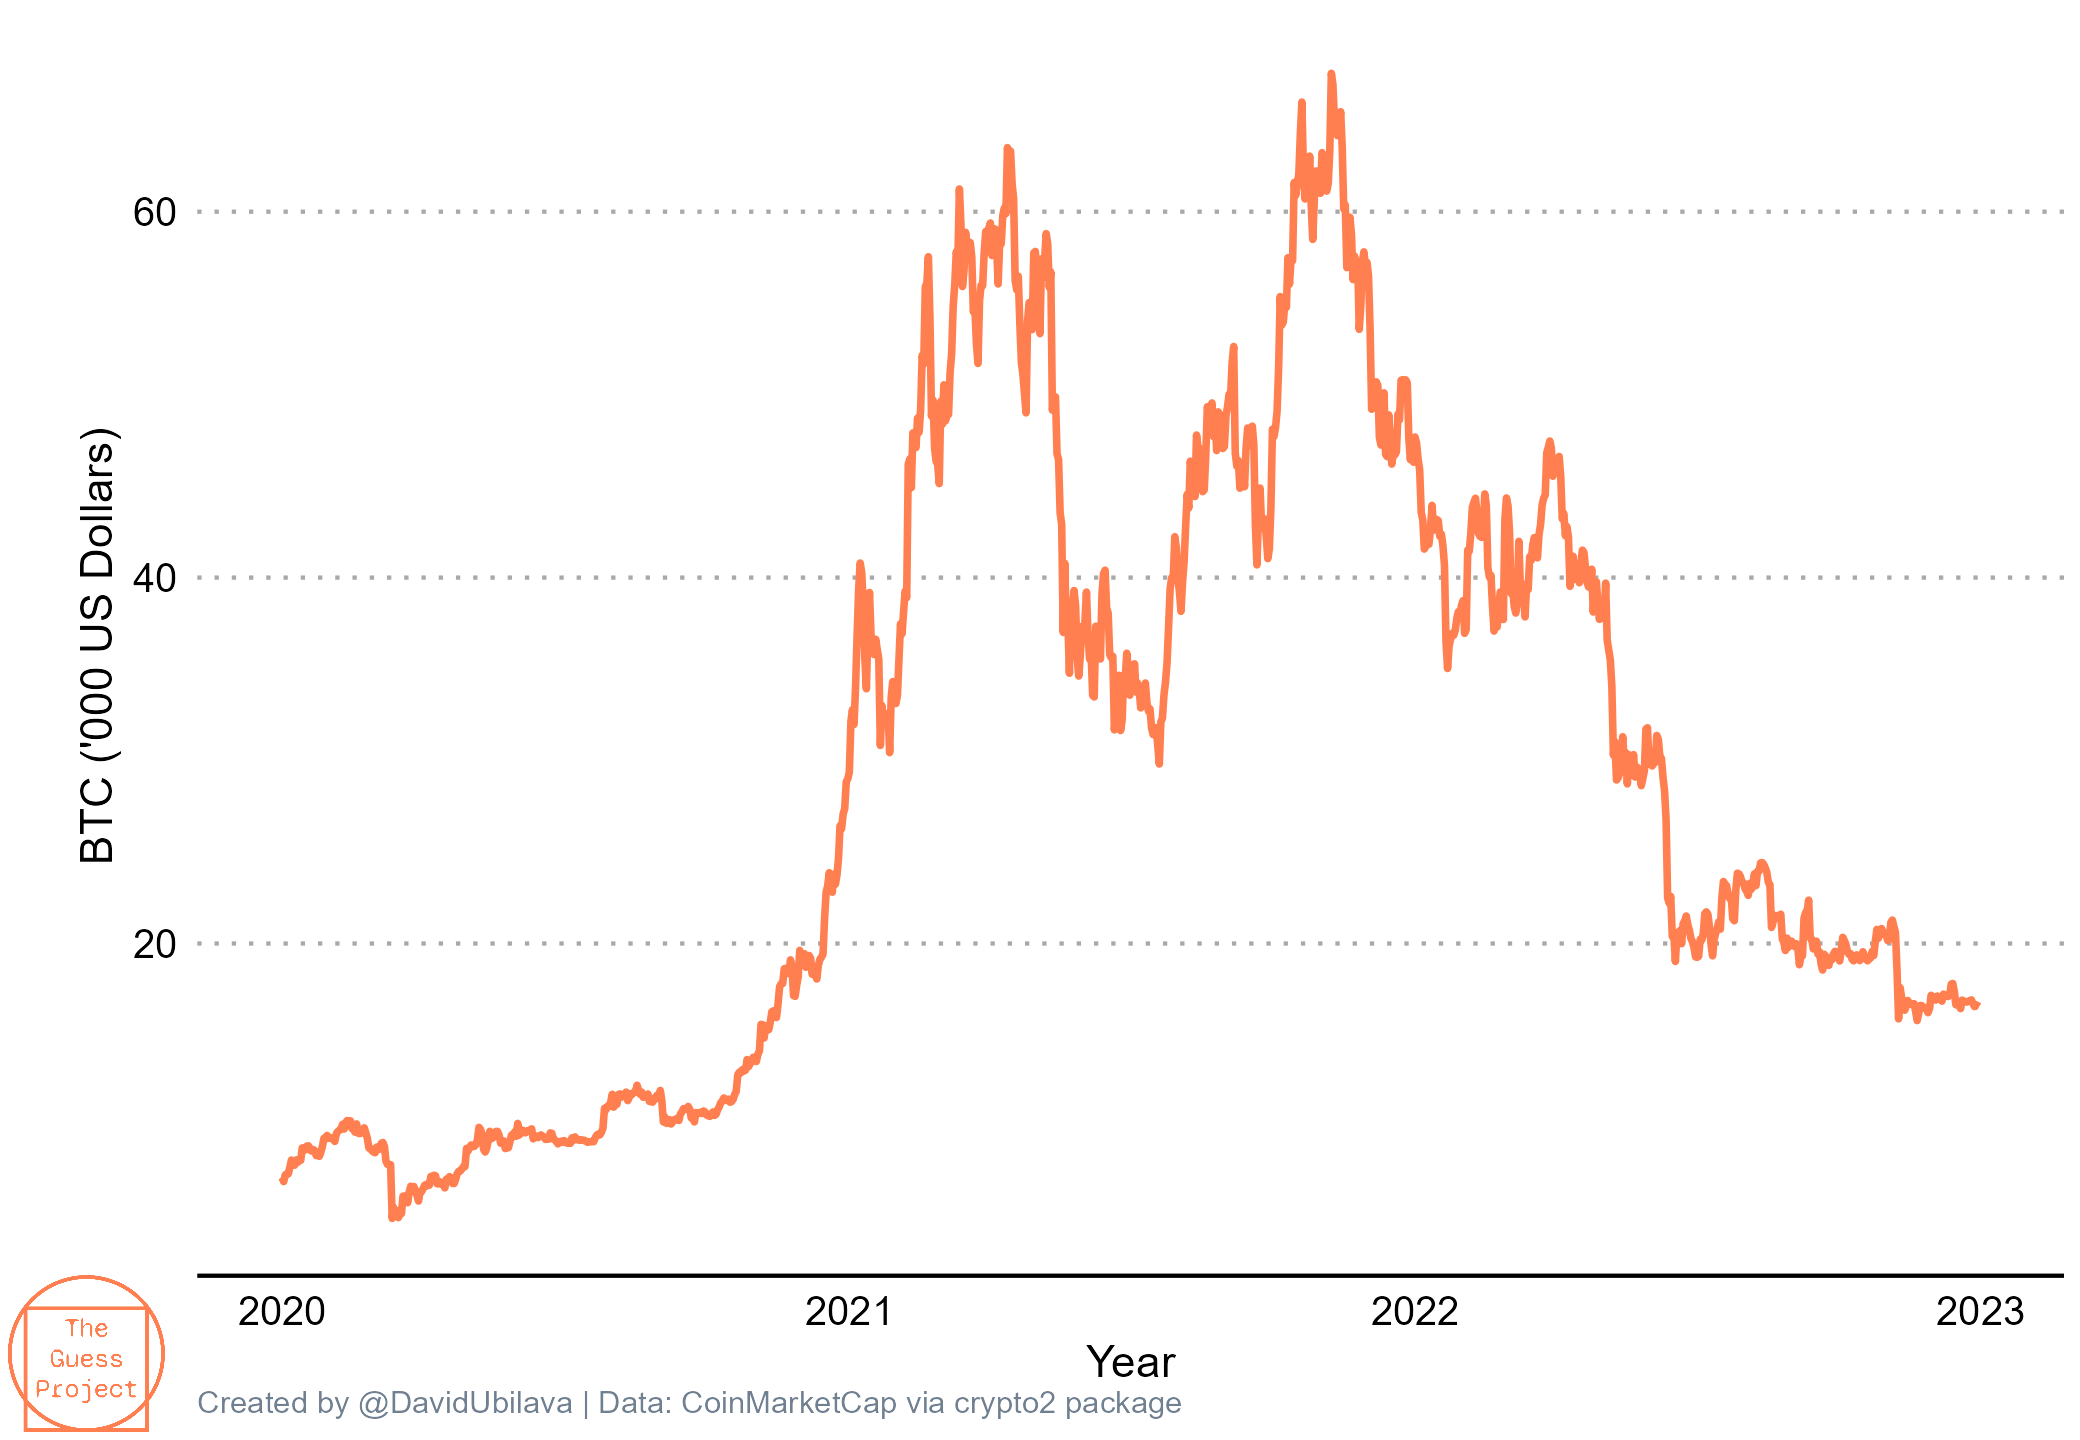 60
40
20
BTC ('000 US Dollars)
2020 2021 2022 2023
Year
The
Guess
Project
Created by @DavidUbilava | Data: CoinMarketCap via crypto2 package